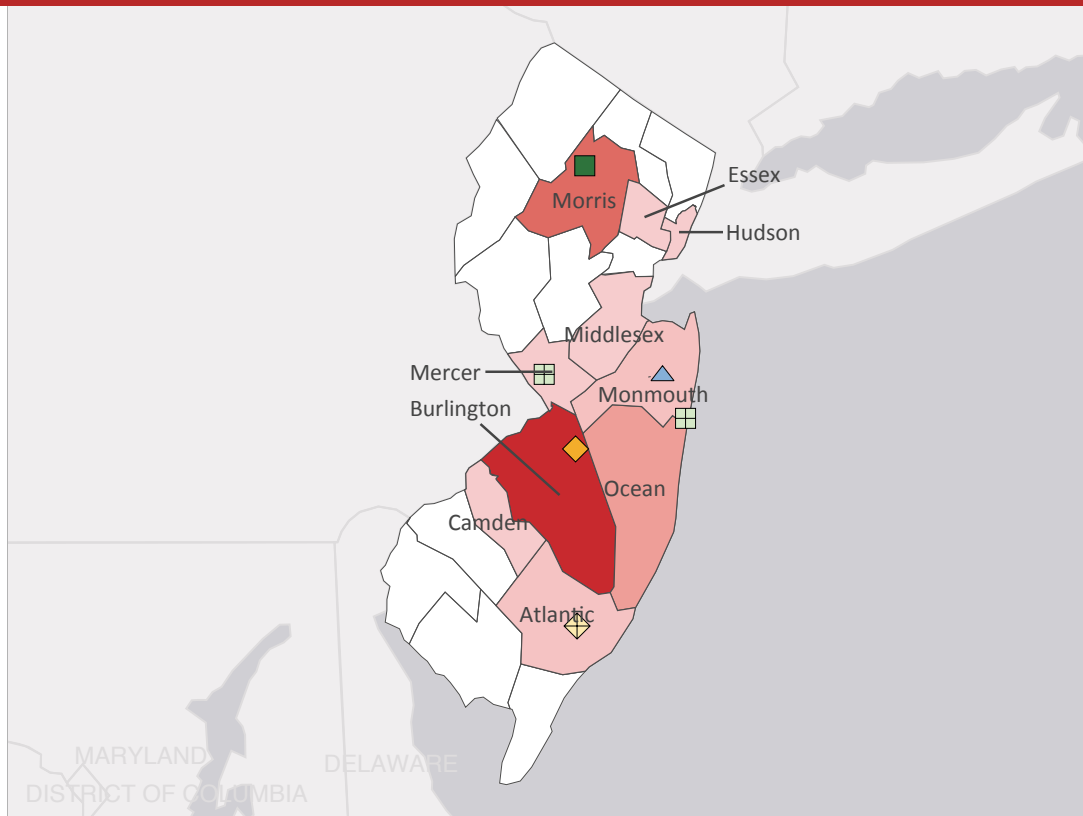 Essex
Morris
Hudson
Middlesex
Mercer
Monmouth
Burlington
Ocean
Camden
Atlantic
MARYLAND
DELAWARE
DISTRICT OF COLUMBIA